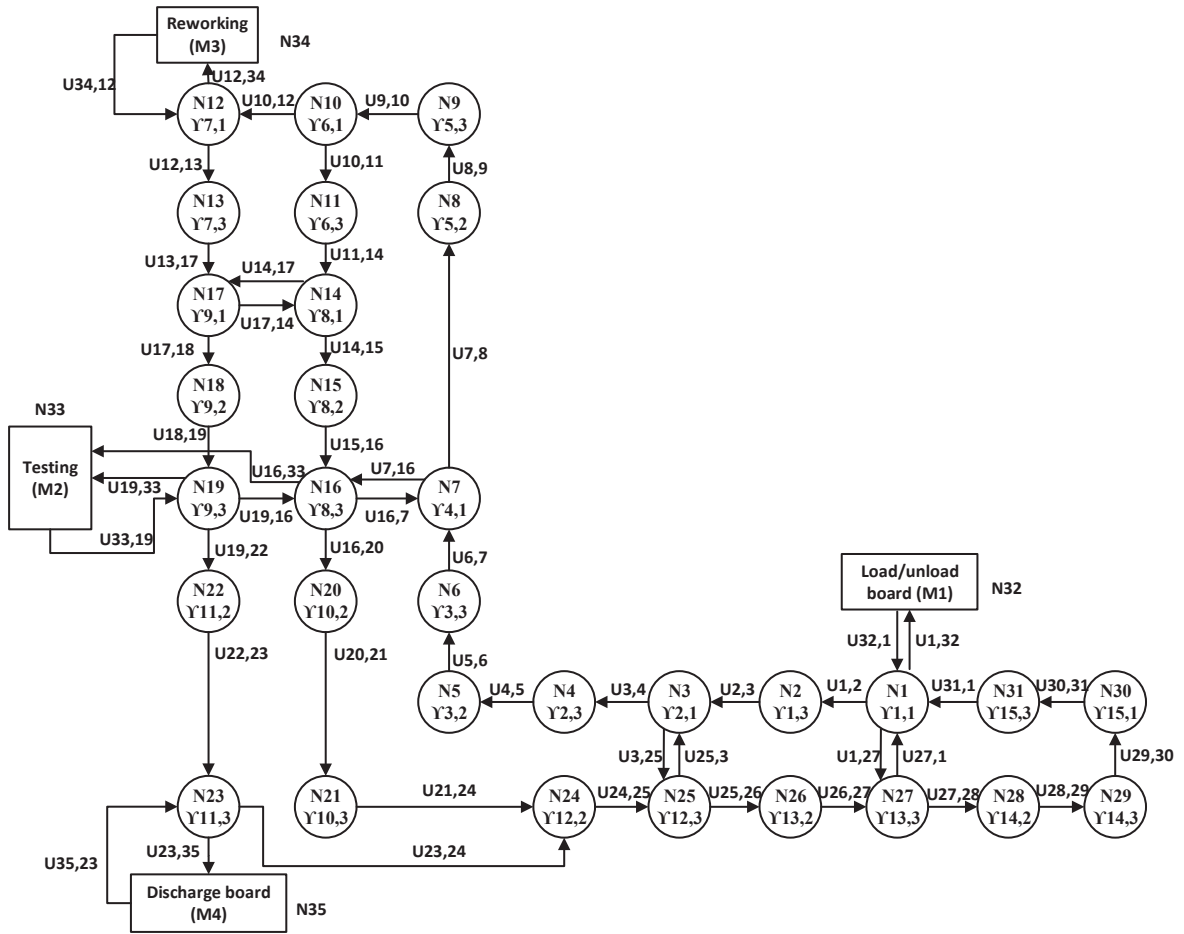 Reworking
(M3)
N34
U34,12
U12,34
N12
ϒ7,1
U10,12
N10
ϒ6,1
U9,10
N9
ϒ5,3
U12,13
U10,11
U8,9
N13
ϒ7,3
N11
ϒ6,3
N8
ϒ5,2
U13,17
U14,17
U11,14
N17
ϒ9,1
U17,14
N14
ϒ8,1
U17,18
U14,15
U7,8
N18
ϒ9,2
N15
ϒ8,2
N33
U18,19
U15,16
Testing
(M2)
U16,33
U7,16
U19,33
N19
ϒ9,3
N16
ϒ8,3
N7
ϒ4,1
U19,16
U16,7
U33,19
U19,22
U16,20
U6,7
N22
ϒ11,2
N20
ϒ10,2
N6
ϒ3,3
Load/unload
board (M1)
N32
U22,23
U20,21
U5,6
U32,1
U1,32
N5
ϒ3,2
U4,5
N4
ϒ2,3
U3,4
N3
ϒ2,1
U2,3
N2
ϒ1,3
U1,2
N1
ϒ1,1
U31,1
N31
ϒ15,3
U30,31
N30
ϒ15,1
U3,25
U25,3
U1,27
U27,1
U29,30
N23
ϒ11,3
N21
ϒ10,3
U21,24
N24
ϒ12,2
U24,25
N25
ϒ12,3
U25,26
N26
ϒ13,2
U26,27
N27
ϒ13,3
U27,28
N28
ϒ14,2
U28,29
N29
ϒ14,3
U35,23
U23,35
U23,24
Discharge board
(M4)
N35